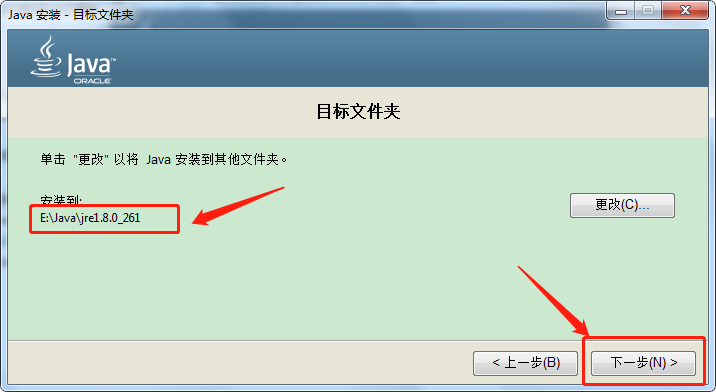 Java 安装 - 目标文件夹
Java™
ORACLE
目标文件夹
单击 "更改" 以将 Java 安装到其他文件夹。
安装到:
E:\Java\jre1.8.0_261
更改(C)...
< 上一步(B)
下一步(N) >